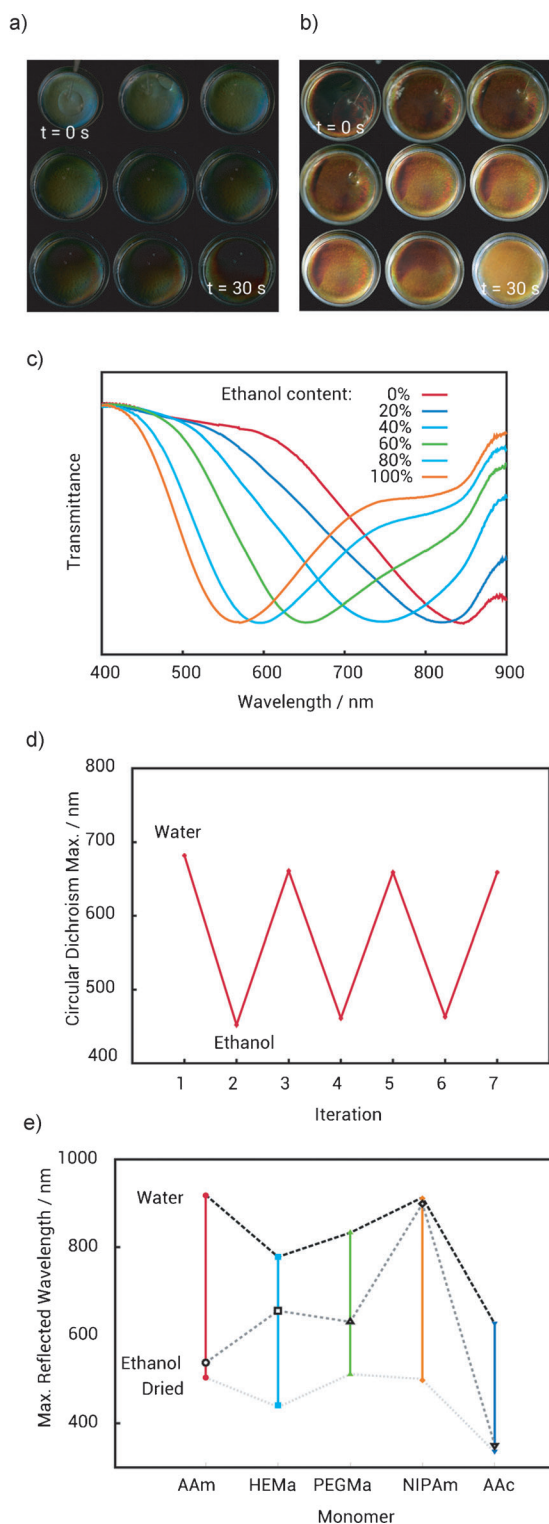 a)
b)
t = 0 s
t = 30 s
t = 0 s
t = 30 s
c)
Transmittance
Ethanol content:
0%
20%
40%
60%
80%
100%
400 500 600 700 800 900
Wavelength / nm
d)
Circular Dichroism Max. / nm
800
700
600
500
400
Water
Ethanol
1 2 3 4 5 6 7
Iteration
e)
Max. Reflected Wavelength / nm
1000
800
600
400
Water
Ethanol
Dried
AAm HEMa PEGMa NIPAm AAc
Monomer